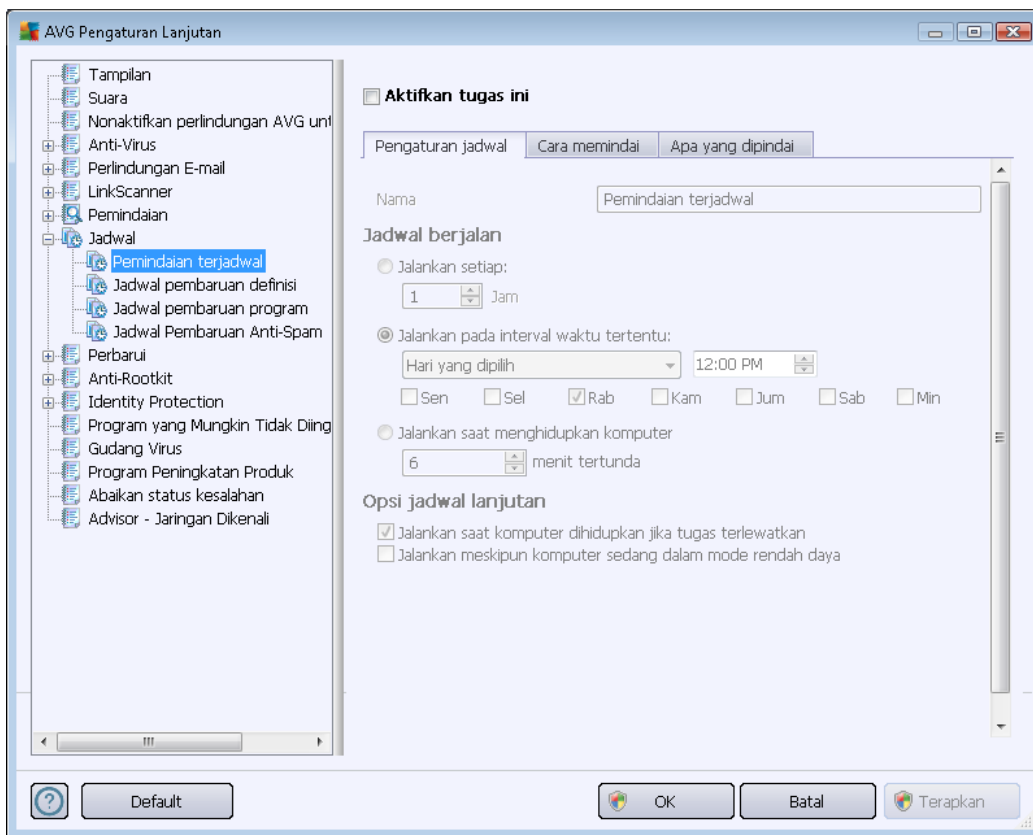 AVG Pengaturan Lanjutan
Tampilan
Suara
Nonaktifkan perlindungan AVG unt
Anti-Virus
Perlindungan E-mail
LinkScanner
Pemindaian
Jadwal
Pemindaian terjadwal
Jadwal pembaruan definisi
Jadwal pembaruan program
Jadwal Pembaruan Anti-Spam
Perbarui
Anti-Rootkit
Identity Protection
Program yang Mungkin Tidak Diing
Gudang Virus
Program Peningkatan Produk
Abaikan status kesalahan
Advisor - Jaringan Dikenali
Aktifkan tugas ini
Pengaturan jadwal Cara memindai Apa yang dipindai
Nama Pemindaian terjadwal
Jadwal berjalan
Jalankan setiap:
1 Jam
Jalankan pada interval waktu tertentu:
Hari yang dipilih 12:00 PM
Sen Sel Rab Kam Jum Sab Min
Jalankan saat menghidupkan komputer
6 menit tertunda
Opsi jadwal lanjutan
Jalankan saat komputer dihidupkan jika tugas terlewatkan
Jalankan meskipun komputer sedang dalam mode rendah daya
? Default OK Batal Terapkan